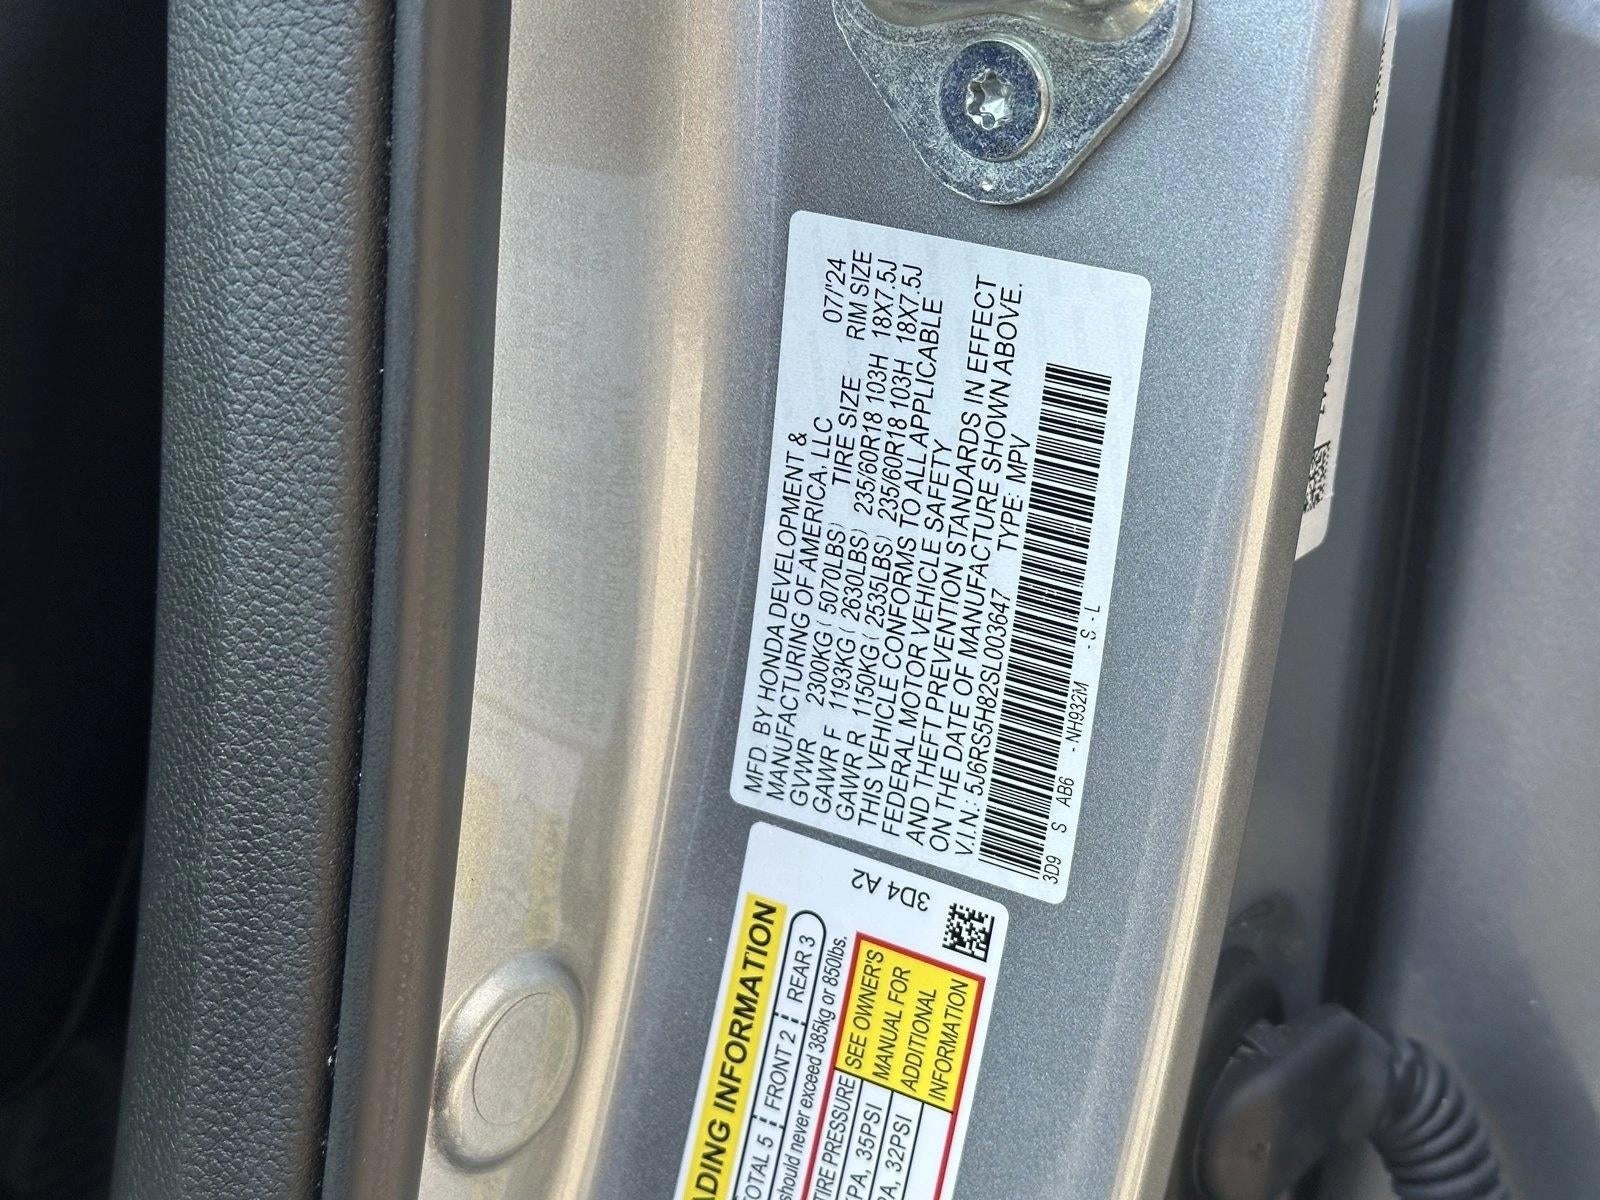 MFD. BY HONDA DEVELOPMENT &
MANUFACTURING OF AMERICA, LLC 07/'24
GVWR 2300KG ( 5070LBS) TIRE SIZE RIM SIZE
GAWR F 1193KG ( 2630LBS) 235/60R18 103H 18X7.5J
GAWR R 1150KG ( 2535LBS) 235/60R18 103H 18X7.5J
THIS VEHICLE CONFORMS TO ALL APPLICABLE
FEDERAL MOTOR VEHICLE SAFETY
AND THEFT PREVENTION STANDARDS IN EFFECT
ON THE DATE OF MANUFACTURE SHOWN ABOVE.
V.I.N.: 5J6RS5H82SL003647 TYPE: MPV
3D9 S AB6 - NH932M - S - L
3D4 A2
ADING INFORMATION
TOTAL 5 FRONT 2 REAR 3
should never exceed 385kg or 850lbs.
TIRE PRESSURE
35PSI
32PSI
SEE OWNER'S
MANUAL FOR
ADDITIONAL
INFORMATION